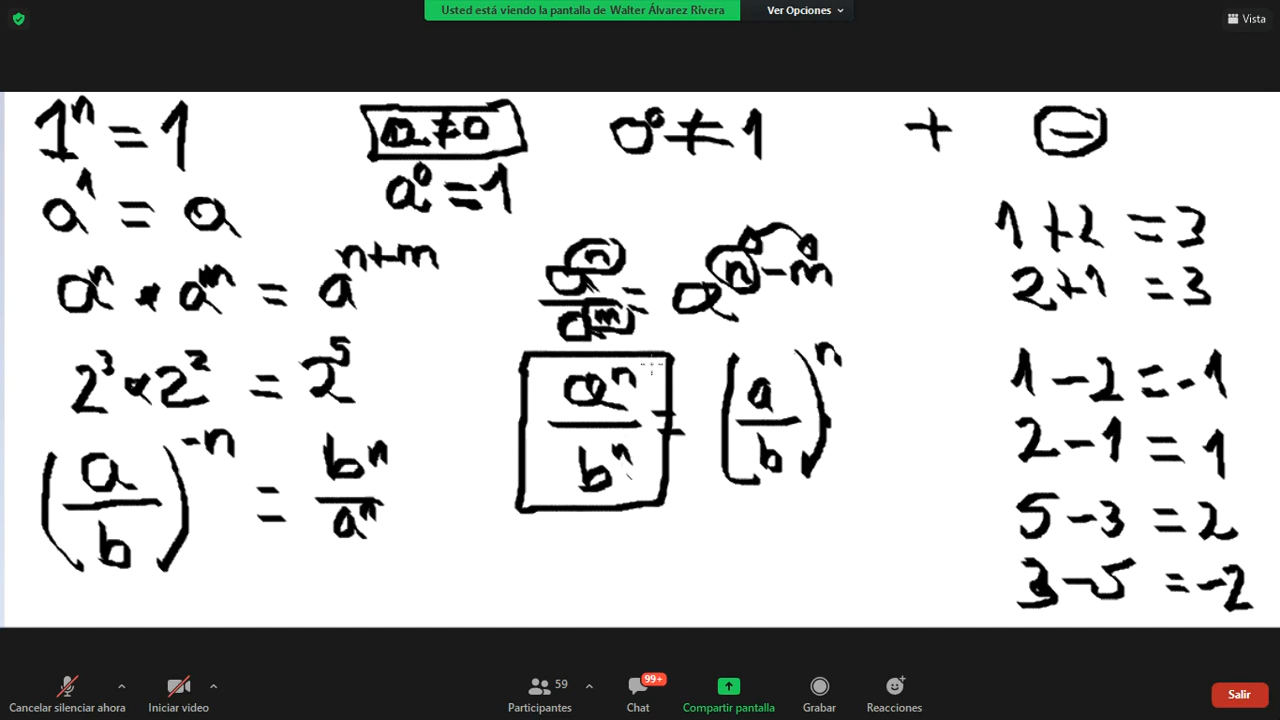 Usted está viendo la pantalla de Walter Álvarez Rivera
Ver Opciones
Vista
1ⁿ = 1
a¹ = a
aⁿ * aᵐ = aⁿ⁺ᵐ
2³ * 2² = 2⁵
(a/b)⁻ⁿ = bⁿ/aⁿ
a ≠ 0
a⁰ = 1
0⁰ ≠ 1
aⁿ/aᵐ = aⁿ⁻ᵐ
aⁿ/bⁿ = (a/b)ⁿ
+ −
1 + 2 = 3
2 + 1 = 3
1 − 2 = -1
2 − 1 = 1
5 − 3 = 2
3 − 5 = -2
Cancelar silenciar ahora
Iniciar video
59
Participantes
99+
Chat
Compartir pantalla
Grabar
Reacciones
Salir